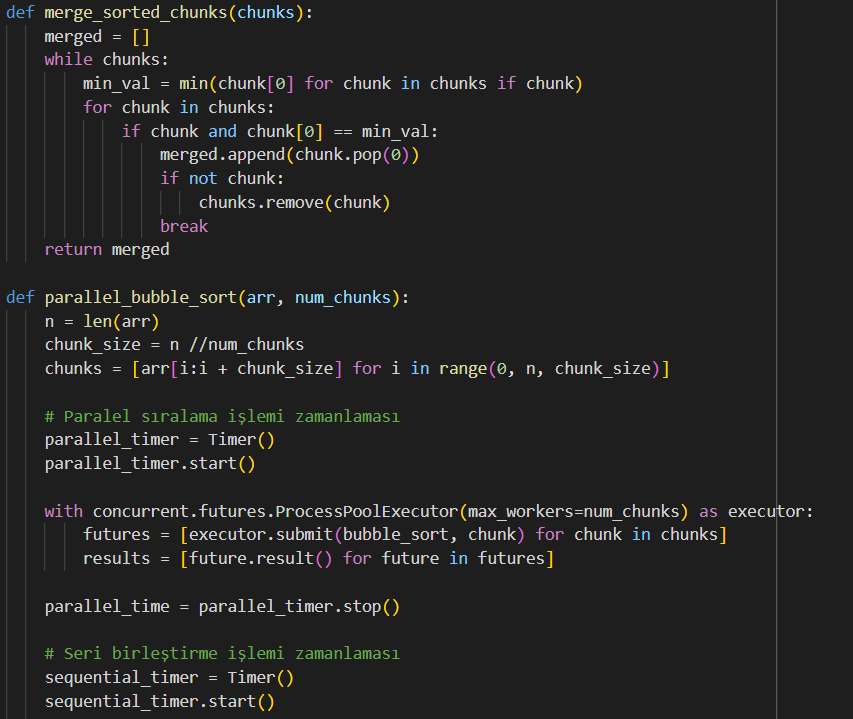 def merge_sorted_chunks(chunks):
    merged = []
    while chunks:
        min_val = min(chunk[0] for chunk in chunks if chunk)
        for chunk in chunks:
            if chunk and chunk[0] == min_val:
                merged.append(chunk.pop(0))
                if not chunk:
                    chunks.remove(chunk)
                break
    return merged

def parallel_bubble_sort(arr, num_chunks):
    n = len(arr)
    chunk_size = n //num_chunks
    chunks = [arr[i:i + chunk_size] for i in range(0, n, chunk_size)]

    # Paralel sıralama işlemi zamanlaması
    parallel_timer = Timer()
    parallel_timer.start()

    with concurrent.futures.ProcessPoolExecutor(max_workers=num_chunks) as executor:
        futures = [executor.submit(bubble_sort, chunk) for chunk in chunks]
        results = [future.result() for future in futures]

    parallel_time = parallel_timer.stop()

    # Seri birleştirme işlemi zamanlaması
    sequential_timer = Timer()
    sequential_timer.start()